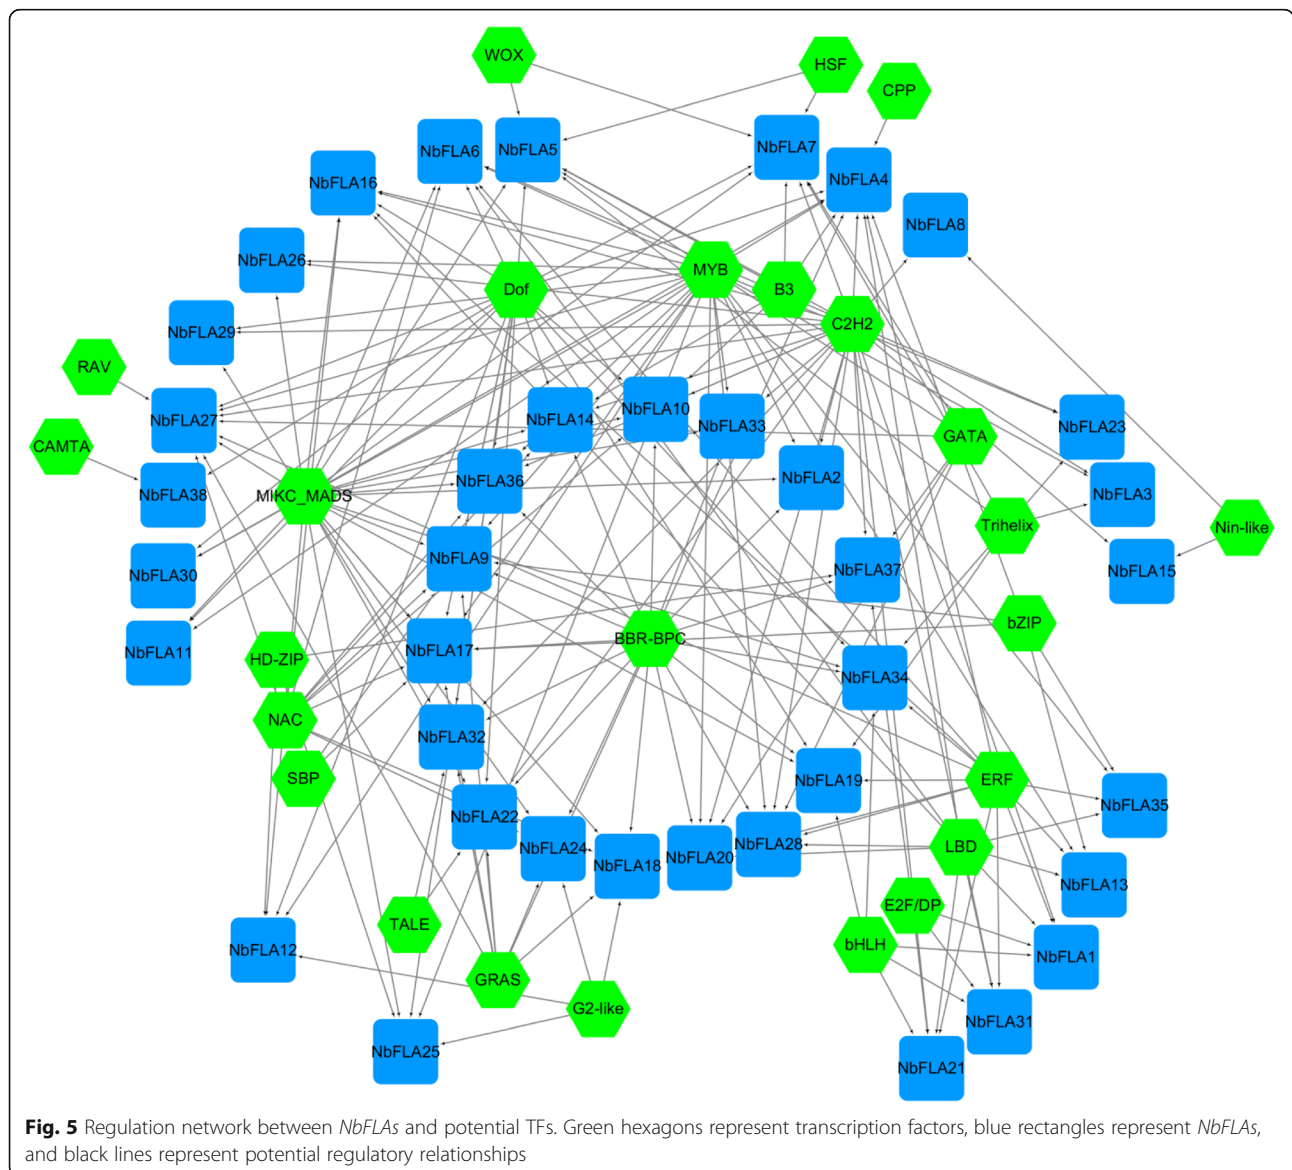 WOX
HSF
CPP
NbFLA6
NbFLA5
NbFLA7
NbFLA4
NbFLA16
NbFLA8
NbFLA26
MYB
Dof
B3
C2H2
NbFLA29
RAV
NbFLA27
NbFLA14
NbFLA10
NbFLA33
NbFLA23
GATA
CAMTA
NbFLA38
MIKC_MADS
NbFLA36
NbFLA2
NbFLA3
Trihelix
Nin-like
NbFLA30
NbFLA9
NbFLA37
NbFLA15
bZIP
NbFLA11
HD-ZIP
NbFLA17
BBR-BPC
NbFLA34
NAC
NbFLA32
SBP
NbFLA19
ERF
NbFLA35
NbFLA22
NbFLA24
NbFLA18
NbFLA20
NbFLA28
LBD
NbFLA13
E2F/DP
TALE
NbFLA12
bHLH
NbFLA1
GRAS
G2-like
NbFLA31
NbFLA25
NbFLA21
Fig. 5 Regulation network between NbFLAs and potential TFs. Green hexagons represent transcription factors, blue rectangles represent NbFLAs,
and black lines represent potential regulatory relationships